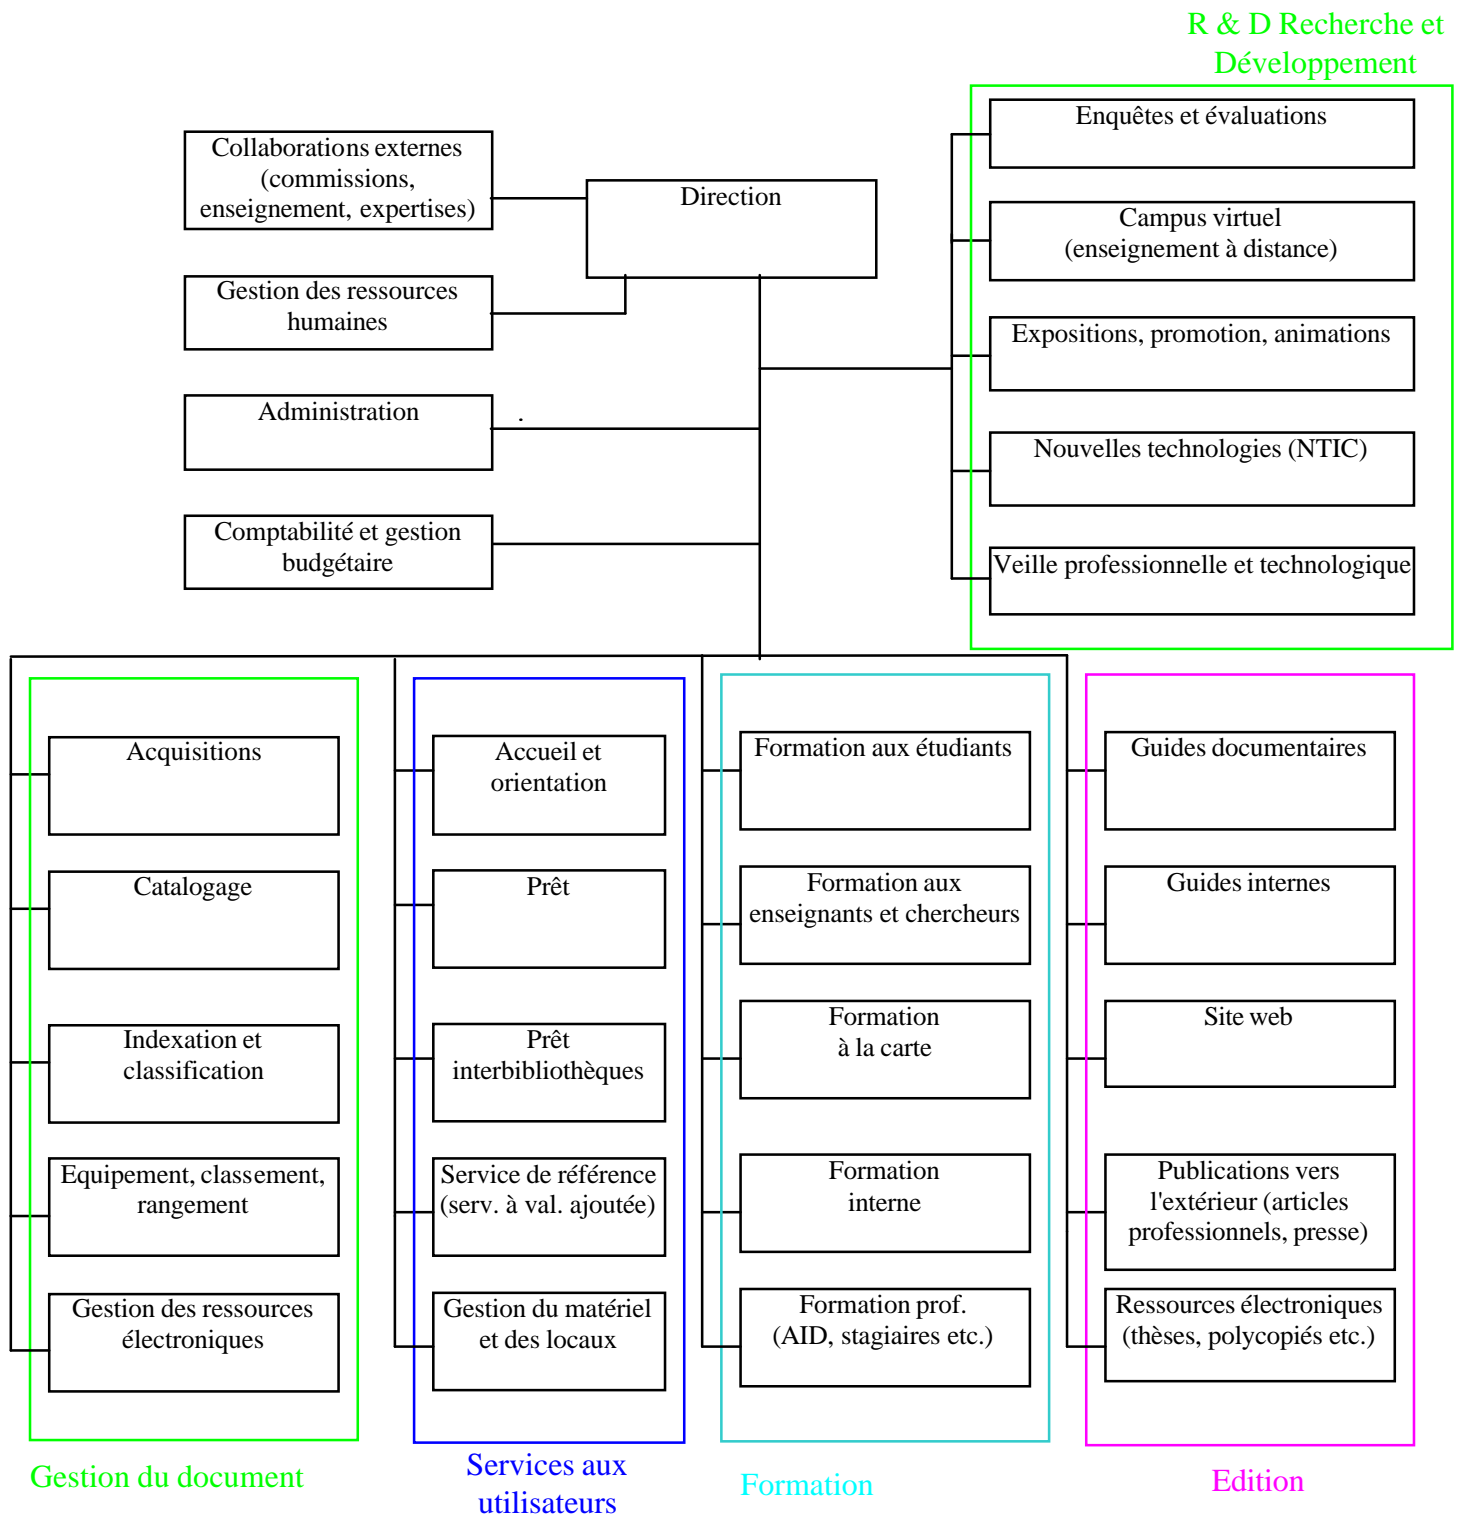 R & D Recherche et
Développement
Enquêtes et évaluations
Collaborations externes
(commissions,
enseignement, expertises)
Direction
Campus virtuel
(enseignement à distance)
Gestion des ressources
humaines
Expositions, promotion, animations
Administration
.
Nouvelles technologies (NTIC)
Comptabilité et gestion
budgétaire
Veille professionnelle et technologique
Acquisitions
Catalogage
Indexation et
classification
Equipement, classement,
rangement
Gestion des ressources
électroniques
Gestion du document
Accueil et
orientation
Prêt
Prêt
interbibliothèques
Service de référence
(serv. à val. ajoutée)
Gestion du matériel
et des locaux
Services aux
utilisateurs
Formation aux étudiants
Formation aux
enseignants et chercheurs
Formation
à la carte
Formation
interne
Formation prof.
(AID, stagiaires etc.)
Formation
Guides documentaires
Guides internes
Site web
Publications vers
l'extérieur (articles
professionnels, presse)
Ressources électroniques
(thèses, polycopiés etc.)
Edition